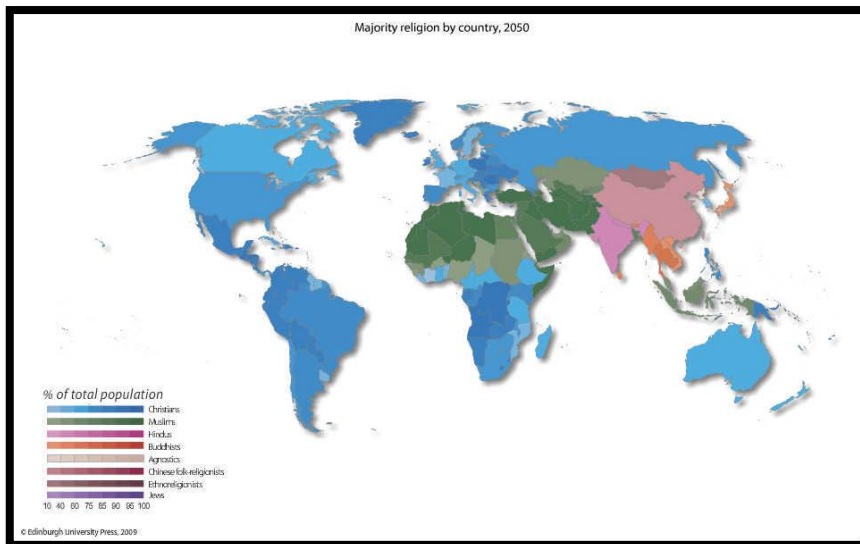 Majority religion by country, 2050
% of total population
Christians
Muslims
Hindus
Buddhists
Agnostics
Chinese folk-religionists
Ethnoreligionists
Jews
10 40 60 75 85 90 95 100
© Edinburgh University Press, 2009